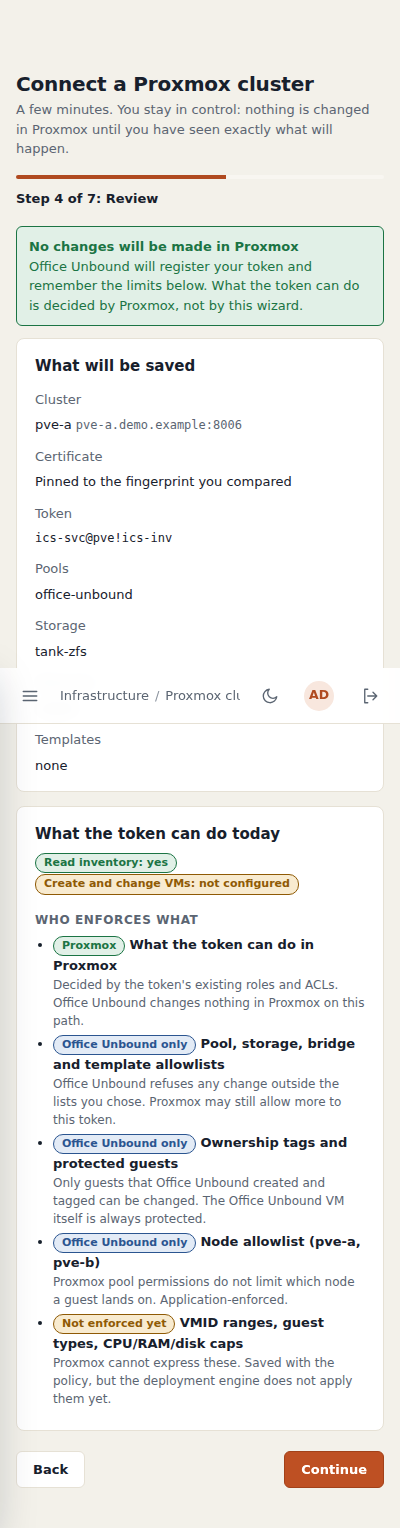 Connect a Proxmox cluster
A few minutes. You stay in control: nothing is changed
in Proxmox until you have seen exactly what will
happen.
Step 4 of 7: Review
No changes will be made in Proxmox
Office Unbound will register your token and
remember the limits below. What the token can do
is decided by Proxmox, not by this wizard.
What will be saved
Cluster
pve-a pve-a.demo.example:8006
Certificate
Pinned to the fingerprint you compared
Token
ics-svc@pve!ics-inv
Pools
office-unbound
Storage
tank-zfs
Infrastructure / Proxmox clu
AD
Templates
none
What the token can do today
Read inventory: yes
Create and change VMs: not configured
WHO ENFORCES WHAT
• Proxmox What the token can do in
Proxmox
Decided by the token's existing roles and ACLs.
Office Unbound changes nothing in Proxmox on this
path.
• Office Unbound only Pool, storage, bridge
and template allowlists
Office Unbound refuses any change outside the
lists you chose. Proxmox may still allow more to
this token.
• Office Unbound only Ownership tags and
protected guests
Only guests that Office Unbound created and
tagged can be changed. The Office Unbound VM
itself is always protected.
• Office Unbound only Node allowlist (pve-a,
pve-b)
Proxmox pool permissions do not limit which node
a guest lands on. Application-enforced.
• Not enforced yet VMID ranges, guest
types, CPU/RAM/disk caps
Proxmox cannot express these. Saved with the
policy, but the deployment engine does not apply
them yet.
Back
Continue